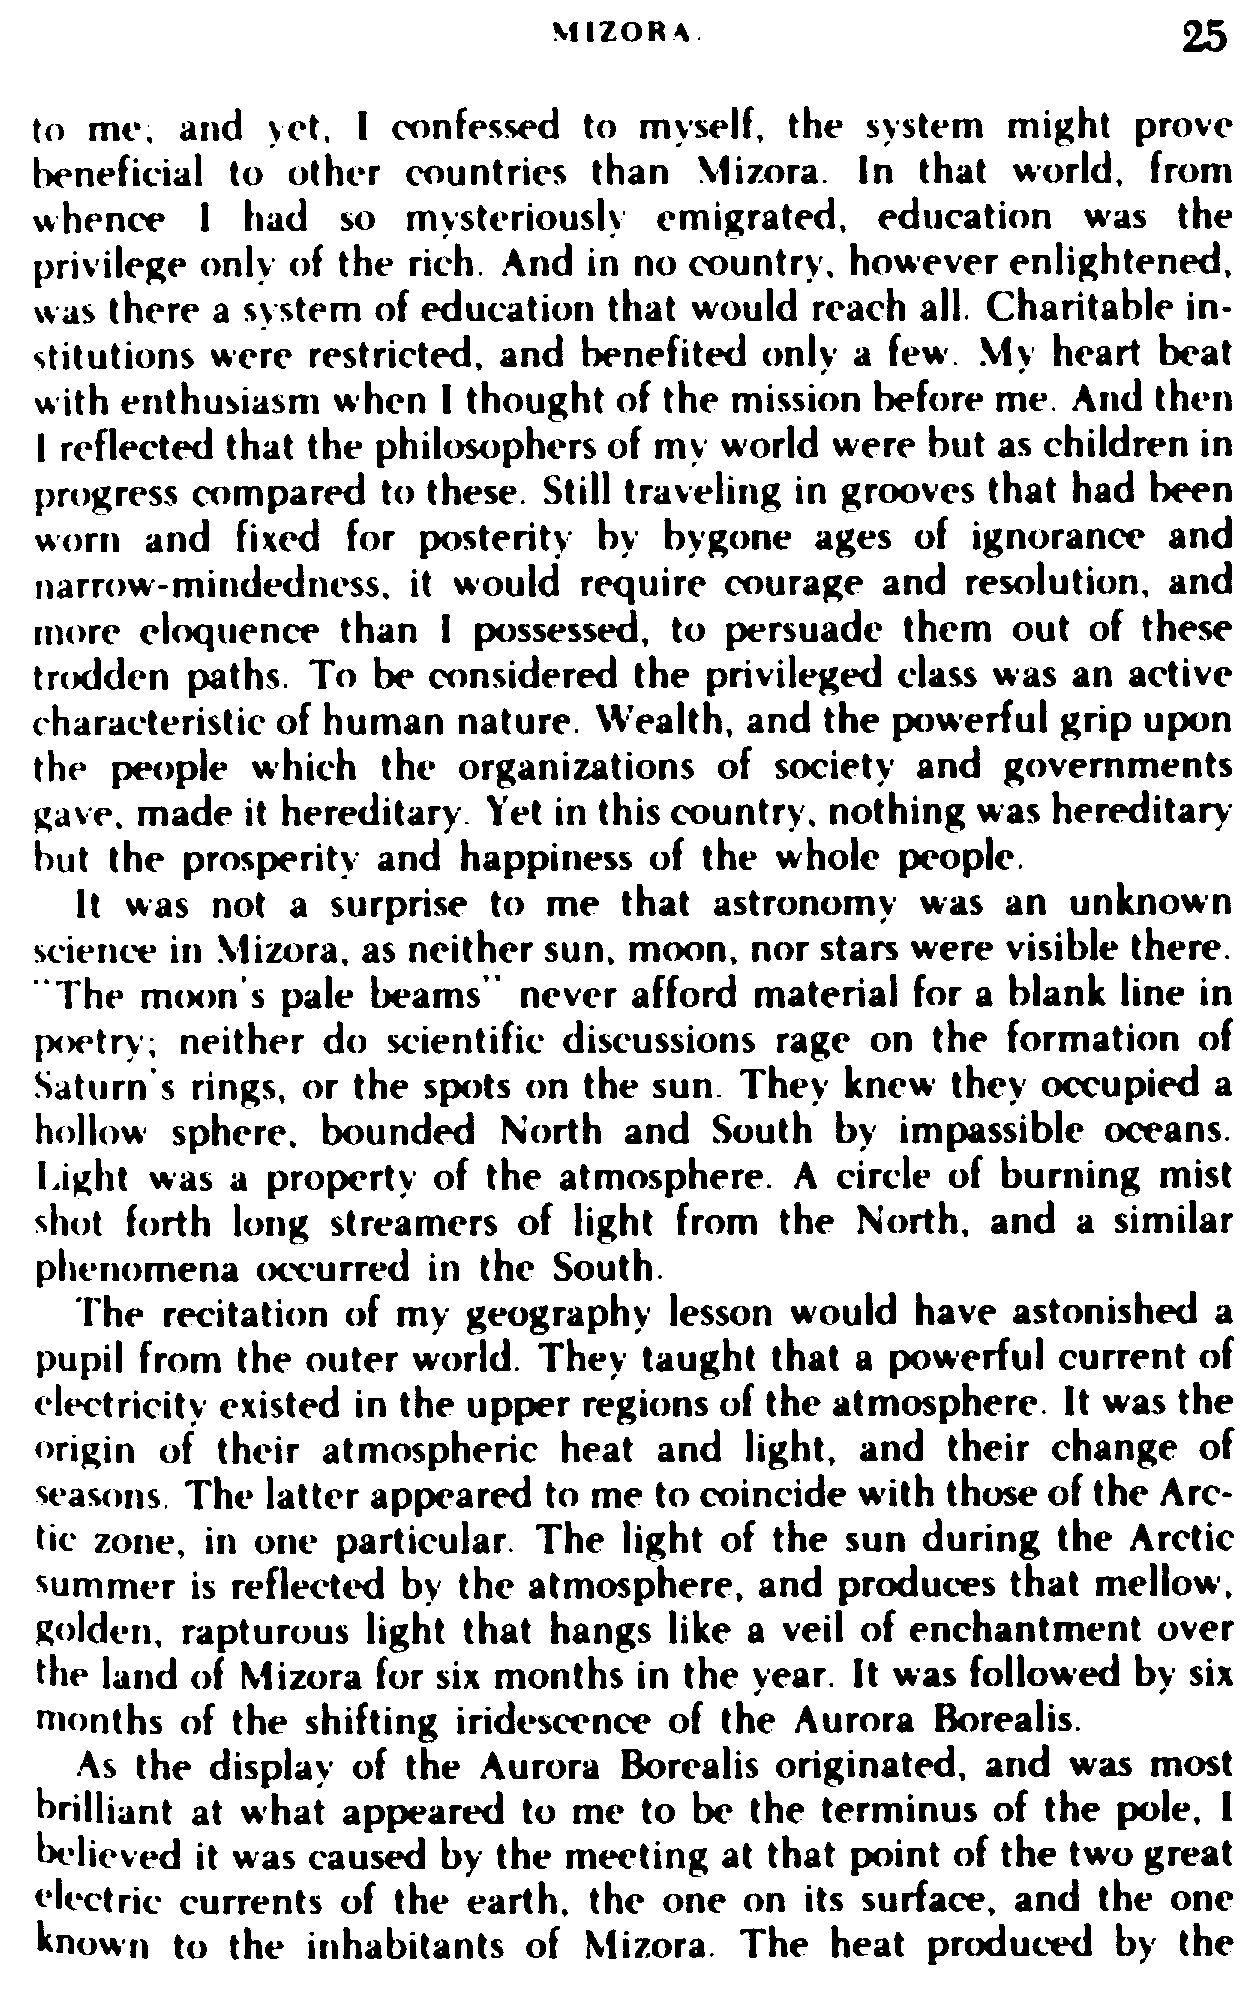 MIZORA. 25
to me, and yet, I confessed to myself, the system might prove
beneficial to other countries than Mizora. In that world, from
whence I had so mysteriously emigrated, education was the
privilege only of the rich. And in no country, however enlightened,
was there a system of education that would reach all. Charitable in-
stitutions were restricted, and benefited only a few. My heart beat
with enthusiasm when I thought of the mission before me. And then
I reflected that the philosophers of my world were but as children in
progress compared to these. Still traveling in grooves that had been
worn and fixed for posterity by bygone ages of ignorance and
narrow-mindedness, it would require courage and resolution, and
more eloquence than I possessed, to persuade them out of these
trodden paths. To be considered the privileged class was an active
characteristic of human nature. Wealth, and the powerful grip upon
the people which the organizations of society and governments
gave, made it hereditary. Yet in this country, nothing was hereditary
but the prosperity and happiness of the whole people.
It was not a surprise to me that astronomy was an unknown
science in Mizora, as neither sun, moon, nor stars were visible there.
"The moon's pale beams" never afford material for a blank line in
poetry; neither do scientific discussions rage on the formation of
Saturn's rings, or the spots on the sun. They knew they occupied a
hollow sphere, bounded North and South by impassible oceans.
Light was a property of the atmosphere. A circle of burning mist
shot forth long streamers of light from the North, and a similar
phenomena occurred in the South.
The recitation of my geography lesson would have astonished a
pupil from the outer world. They taught that a powerful current of
electricity existed in the upper regions of the atmosphere. It was the
origin of their atmospheric heat and light, and their change of
seasons. The latter appeared to me to coincide with those of the Arc-
tic zone, in one particular. The light of the sun during the Arctic
summer is reflected by the atmosphere, and produces that mellow,
golden, rapturous light that hangs like a veil of enchantment over
the land of Mizora for six months in the year. It was followed by six
months of the shifting iridescence of the Aurora Borealis.
As the display of the Aurora Borealis originated, and was most
brilliant at what appeared to me to be the terminus of the pole, I
believed it was caused by the meeting at that point of the two great
electric currents of the earth, the one on its surface, and the one
known to the inhabitants of Mizora. The heat produced by the